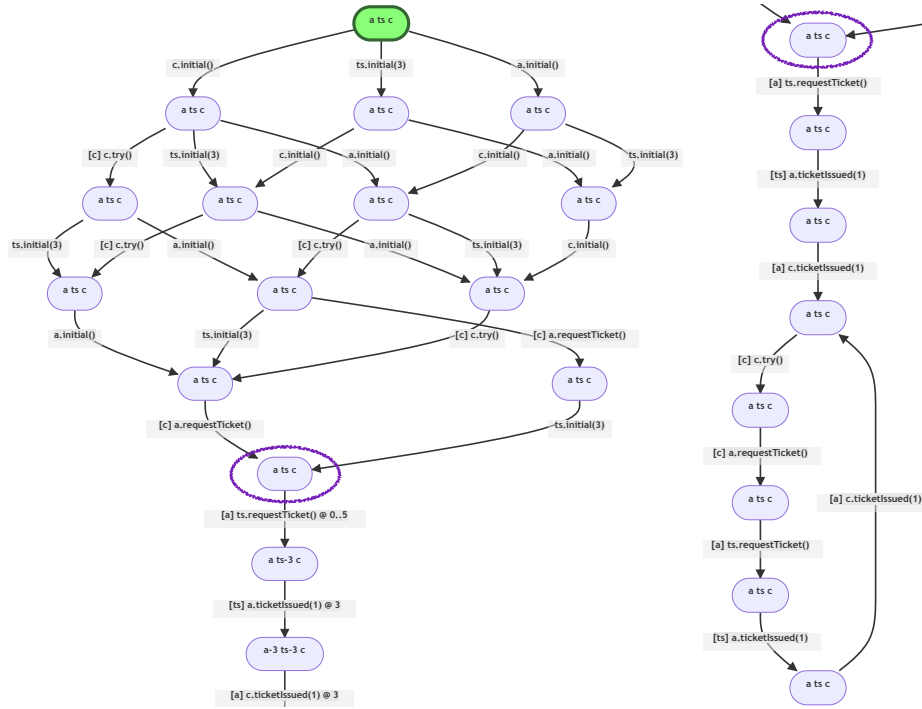 a ts c
c.initial()
ts.initial(3)
a.initial()
a ts c
a ts c
a ts c
[c] c.try()
ts.initial(3)
c.initial()
a.initial()
c.initial()
a.initial()
ts.initial(3)
a ts c
a ts c
a ts c
a ts c
ts.initial(3)
[c] c.try()
a.initial()
[c] c.try()
a.initial()
ts.initial(3)
c.initial()
a ts c
a ts c
a ts c
a.initial()
ts.initial(3)
[c] c.try()
[c] a.requestTicket()
a ts c
a ts c
[c] a.requestTicket()
ts.initial(3)
a ts c
[a] ts.requestTicket() @ 0..5
a ts-3 c
[ts] a.ticketIssued(1) @ 3
a-3 ts-3 c
[a] c.ticketIssued(1) @ 3
a ts c
[a] ts.requestTicket()
a ts c
[ts] a.ticketIssued(1)
a ts c
[a] c.ticketIssued(1)
a ts c
[c] c.try()
a ts c
[c] a.requestTicket()
a ts c
[a] c.ticketIssued(1)
[a] ts.requestTicket()
a ts c
[ts] a.ticketIssued(1)
a ts c